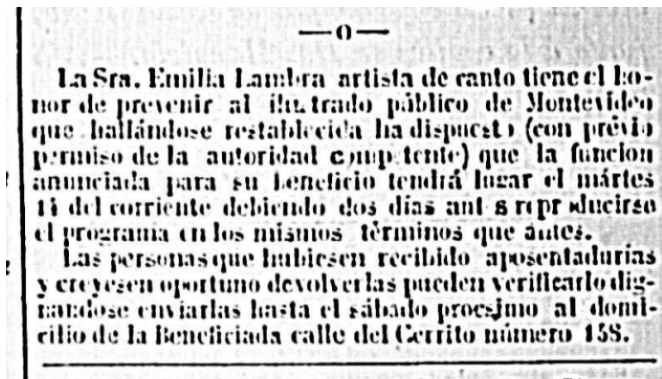 —o—
La Sra. Emilia Lambra artista de canto tiene el ho-
nor de prevenir al ilustrado público de Montevideo
que hallándose restablecida ha dispuesto (con prévio
permiso de la autoridad competente) que la funcion
anunciada para su beneficio tendrá lugar el mártes
14 del corriente debiendo dos dias antes reproducirse
el programa en los mismos términos que ántes.
Las personas que hubiesen recibido aposentadurias
y creyesen oportuno devolverlas pueden verificarlo dig-
nandose enviarlas hasta el sábado procsimo al domi-
cilio de la Beneficiada calle del Cerrito número 158.